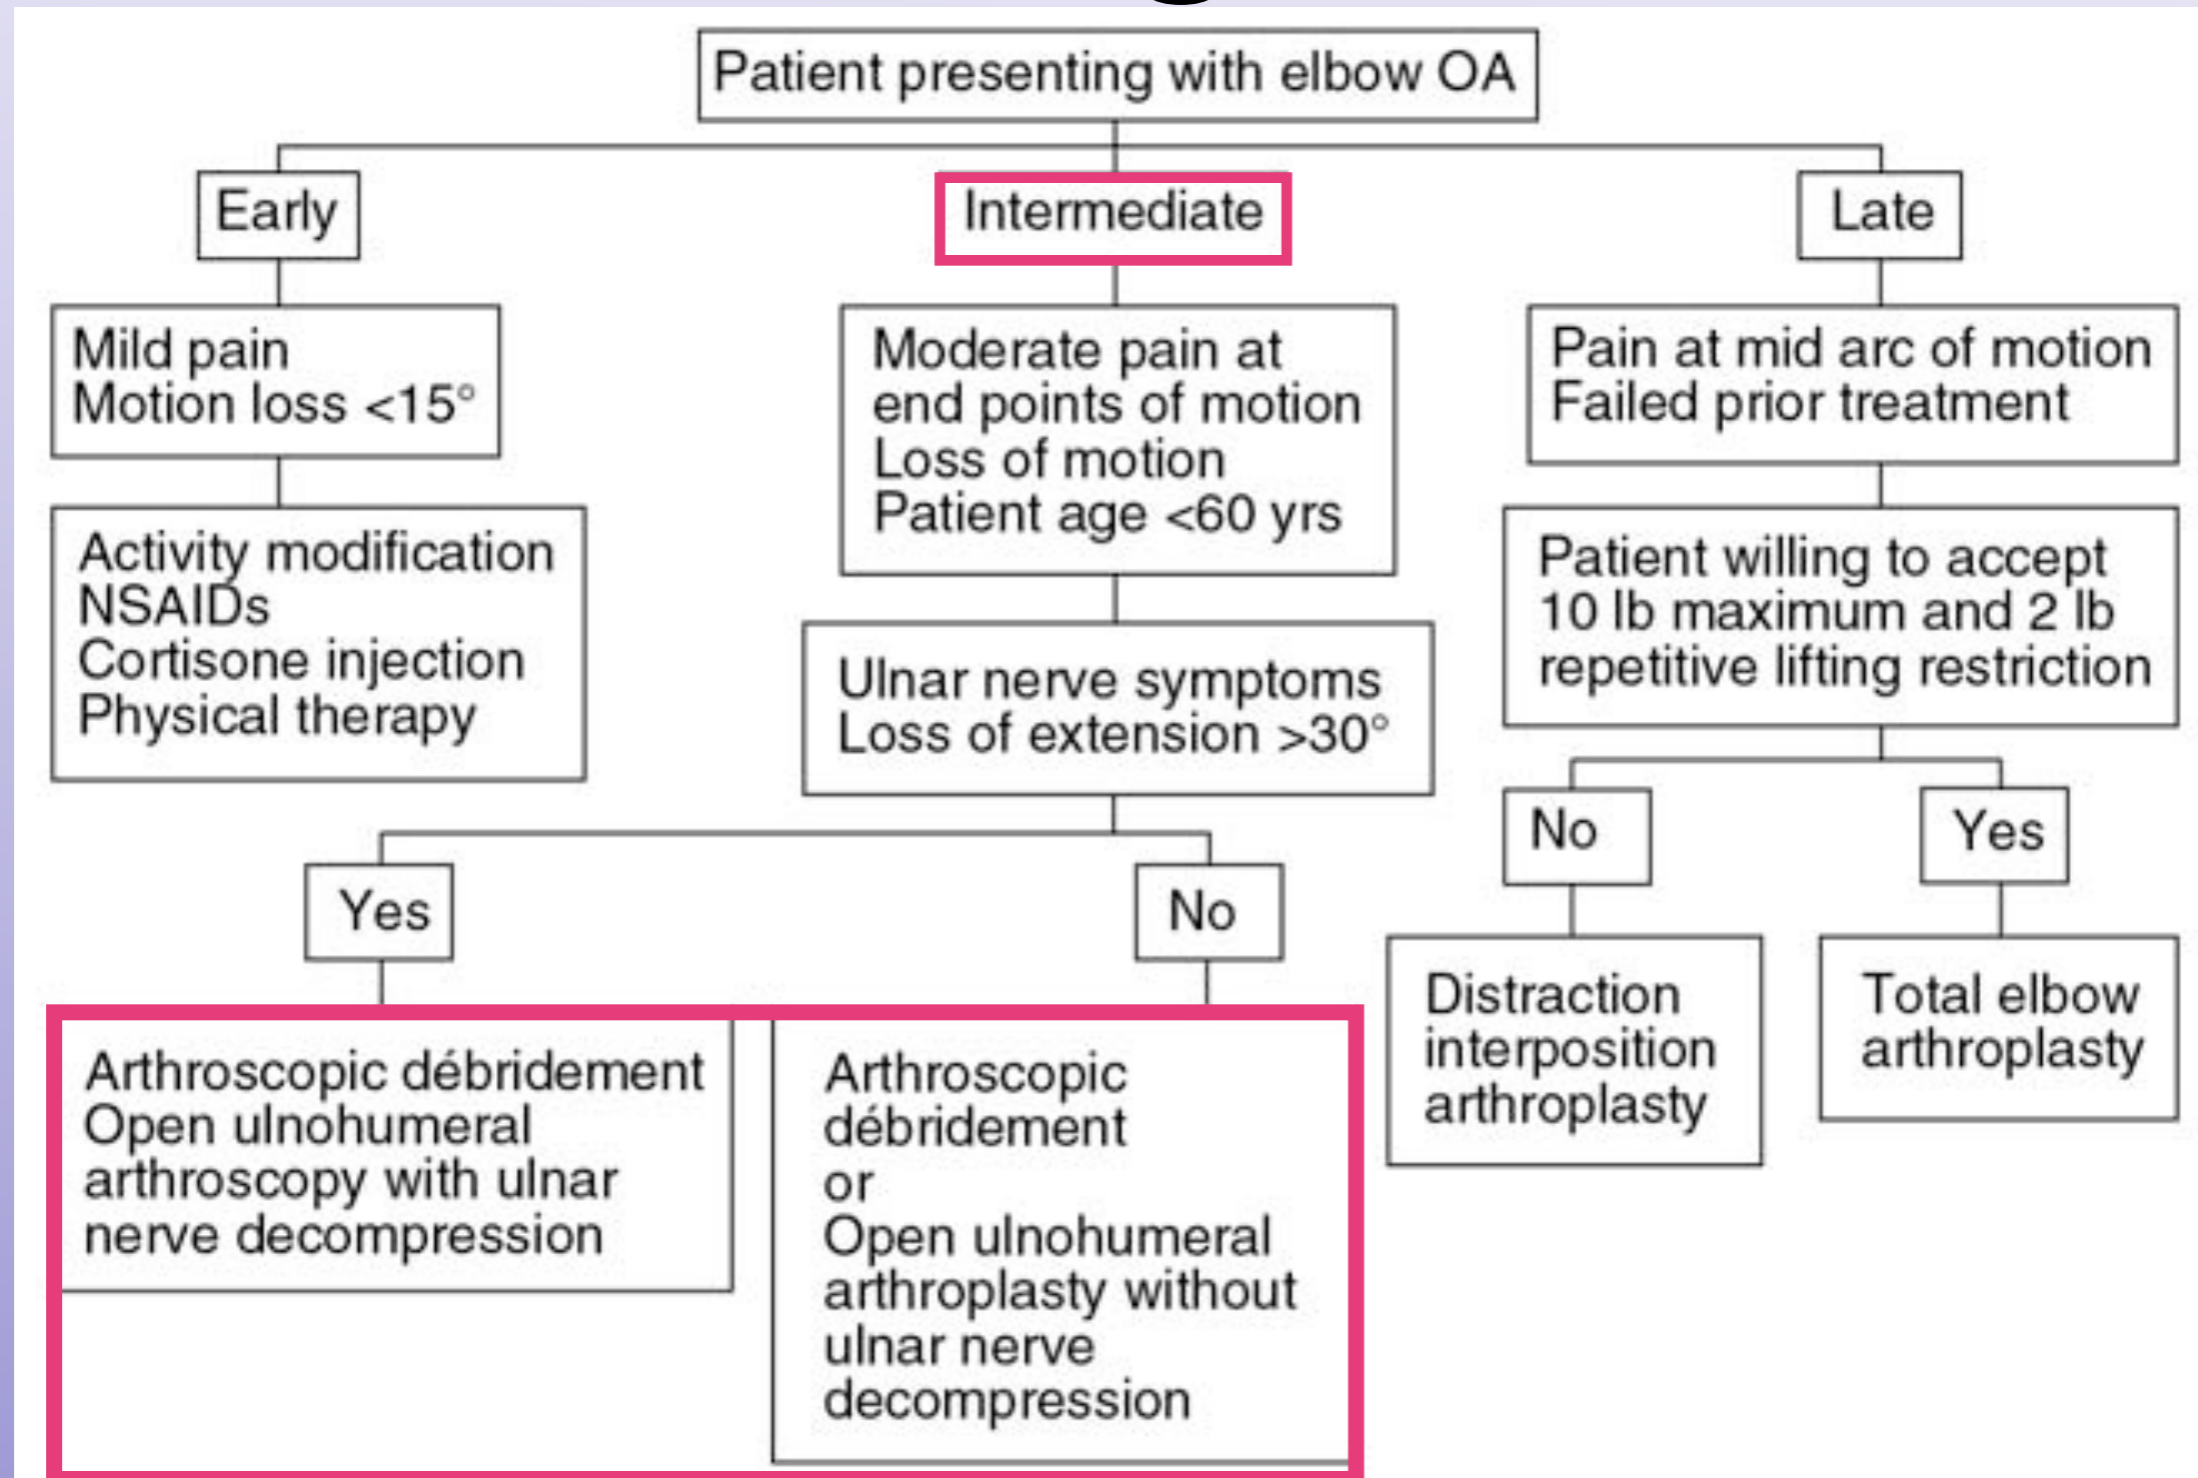 Patient presenting with elbow OA
Early
Intermediate
Late
Mild pain
Motion loss <15°
Moderate pain at
end points of motion
Loss of motion
Patient age <60 yrs
Pain at mid arc of motion
Failed prior treatment
Activity modification
NSAIDs
Cortisone injection
Physical therapy
Ulnar nerve symptoms
Loss of extension >30°
Patient willing to accept
10 lb maximum and 2 lb
repetitive lifting restriction
Yes
No
No
Yes
Arthroscopic débridement
Open ulnohumeral
arthroscopy with ulnar
nerve decompression
Arthroscopic
débridement
or
Open ulnohumeral
arthroplasty without
ulnar nerve
decompression
Distraction
interposition
arthroplasty
Total elbow
arthroplasty